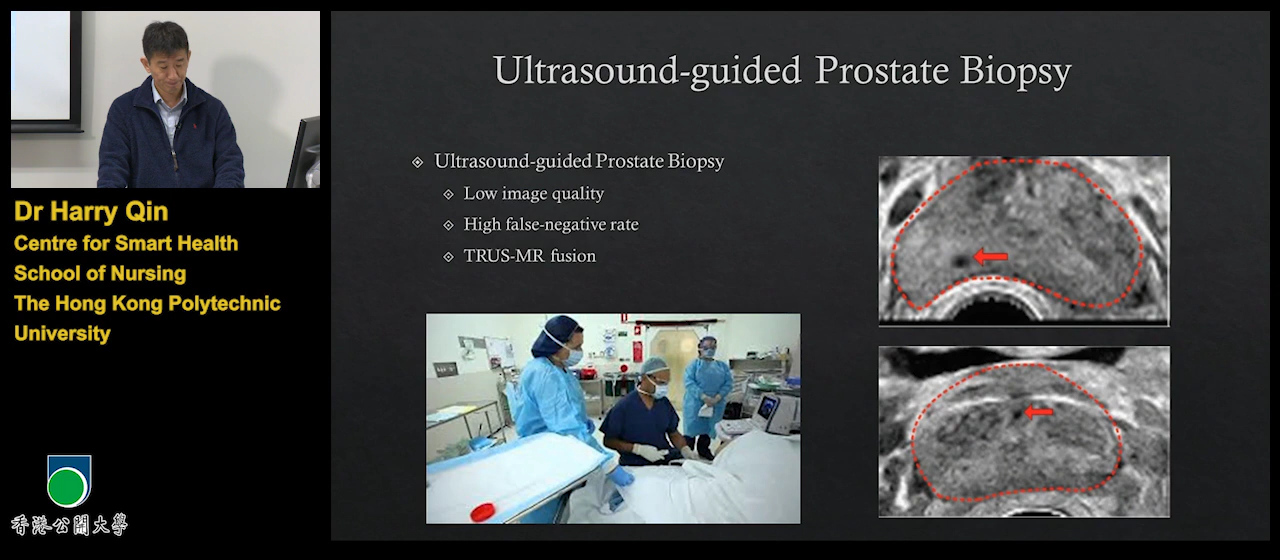 Ultrasound-guided Prostate Biopsy
Ultrasound-guided Prostate Biopsy
Low image quality
High false-negative rate
TRUS-MR fusion
Dr Harry Qin
Centre for Smart Health
School of Nursing
The Hong Kong Polytechnic
University
香港公開大學